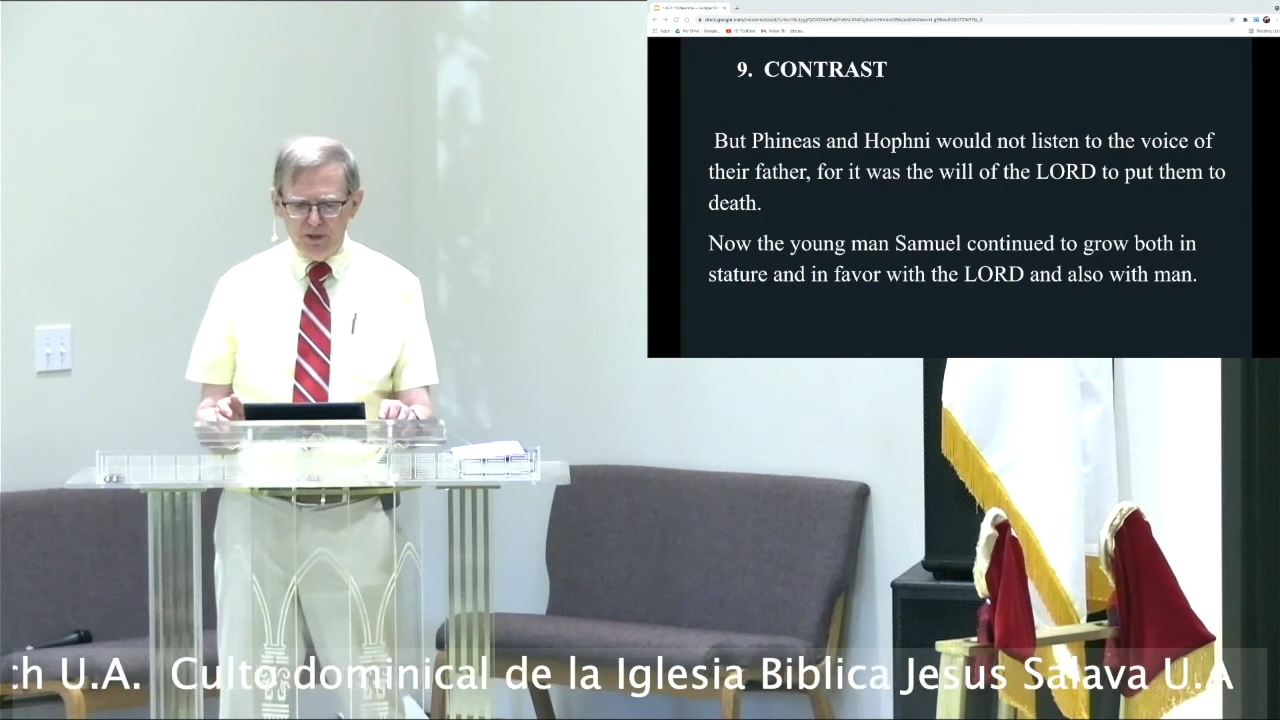 9. CONTRAST
But Phineas and Hophni would not listen to the voice of
their father, for it was the will of the LORD to put them to
death.
Now the young man Samuel continued to grow both in
stature and in favor with the LORD and also with man.
:h U.A. Culto dominical de la Iglesia Biblica Jesus Salava U.A